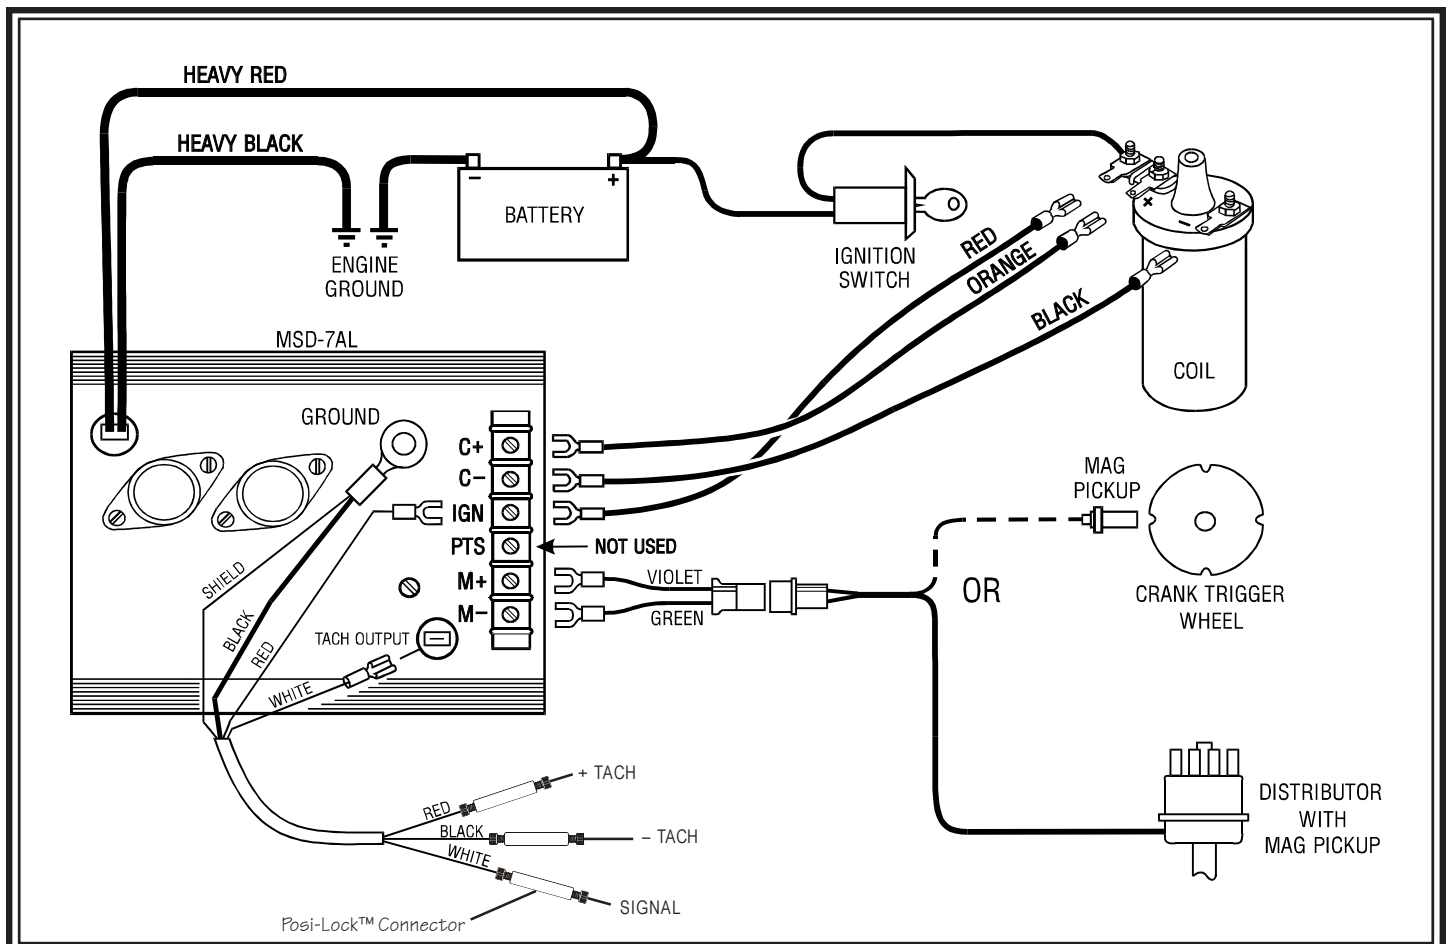 HEAVY RED
HEAVY BLACK
− +
BATTERY
ENGINE
GROUND
IGNITION
SWITCH
RED
ORANGE
BLACK
+
−
COIL
MSD-7AL
GROUND
C+
C−
IGN
PTS
NOT USED
M+
M−
VIOLET
GREEN
MAG
PICKUP
OR
CRANK TRIGGER
WHEEL
SHIELD
BLACK
RED
TACH OUTPUT
WHITE
RED
+ TACH
BLACK
− TACH
WHITE
SIGNAL
Posi-Lock™ Connector
DISTRIBUTOR
WITH
MAG PICKUP